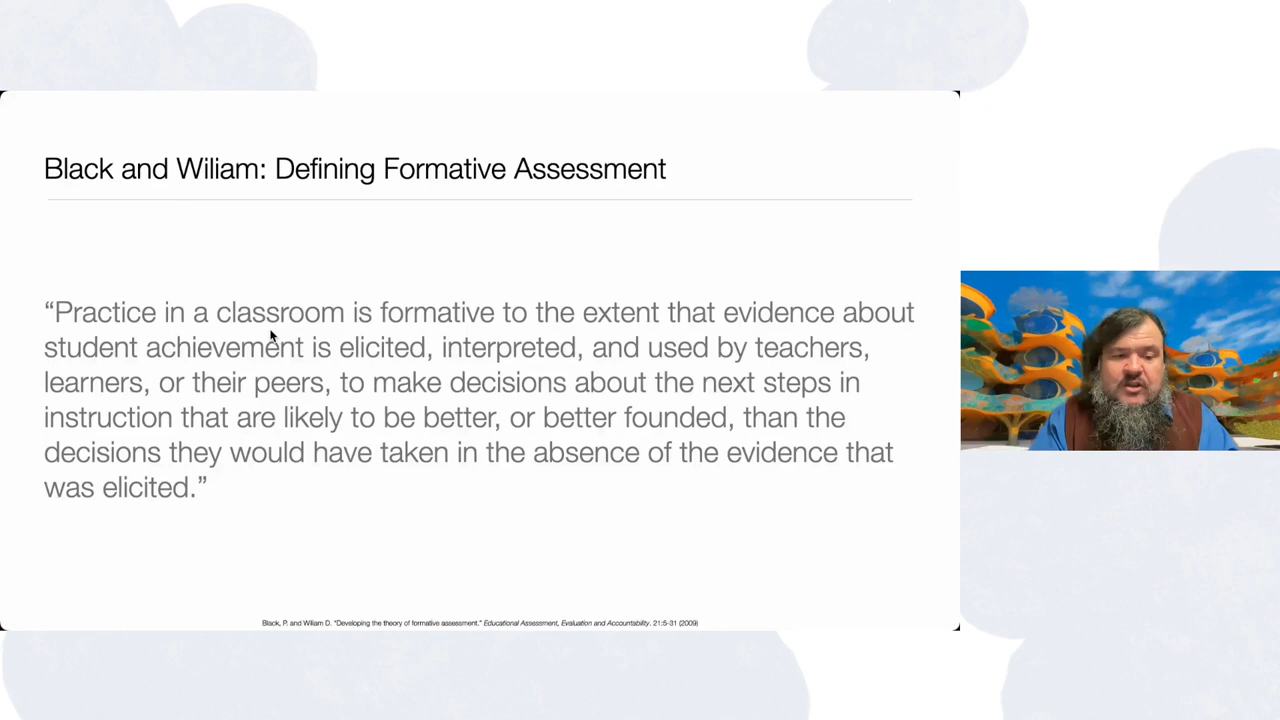 Black and Wiliam: Defining Formative Assessment
“Practice in a classroom is formative to the extent that evidence about
student achievement is elicited, interpreted, and used by teachers,
learners, or their peers, to make decisions about the next steps in
instruction that are likely to be better, or better founded, than the
decisions they would have taken in the absence of the evidence that
was elicited.”
Black, P. and Wiliam D. “Developing the theory of formative assessment.” Educational Assessment, Evaluation and Accountability. 21:5-31 (2009)